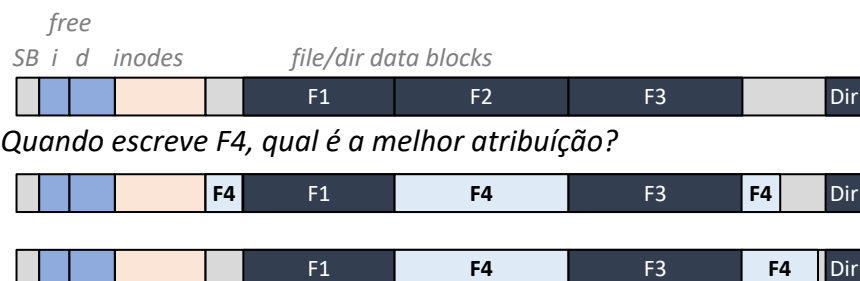 free
SB i d inodes file/dir data blocks
F1 F2 F3 Dir
Quando escreve F4, qual é a melhor atribuíção?
F4 F1 F4 F3 F4 Dir
F1 F4 F3 F4 Dir